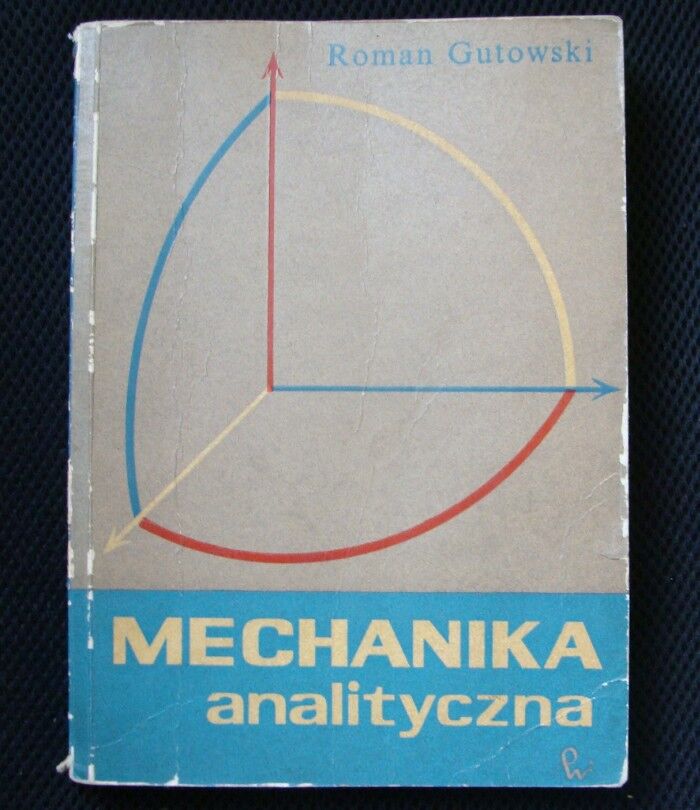 Roman Gutowski
MECHANIKA
analityczna